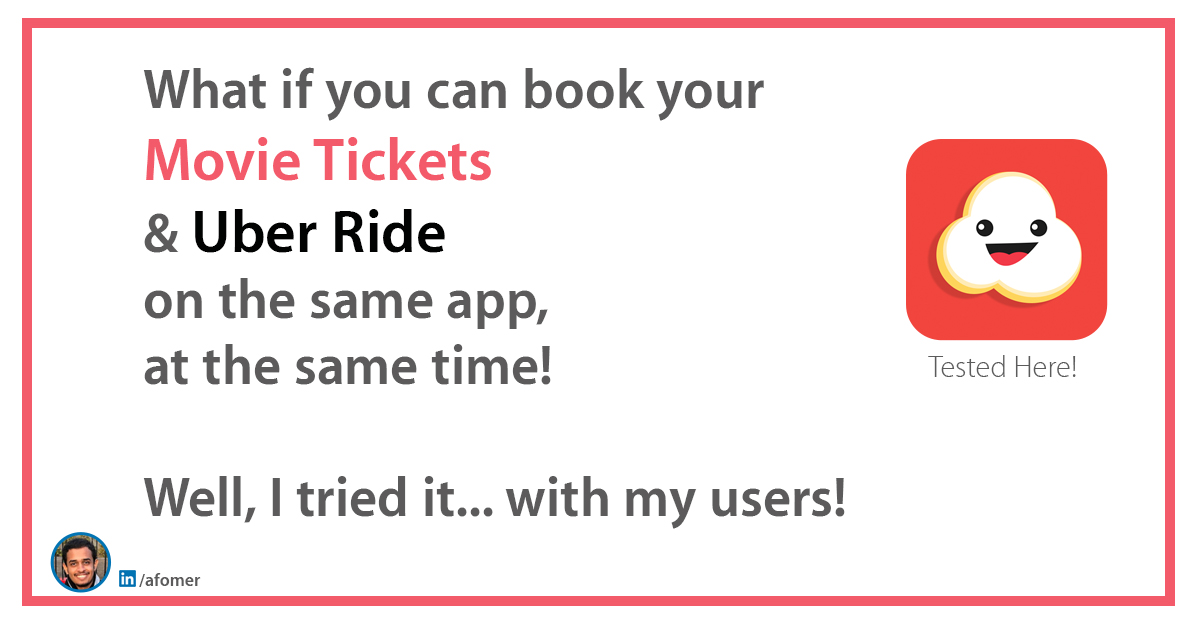 What if you can book your
Movie Tickets
& Uber Ride
on the same app,
at the same time!
Tested Here!
Well, I tried it... with my users!
in /afomer